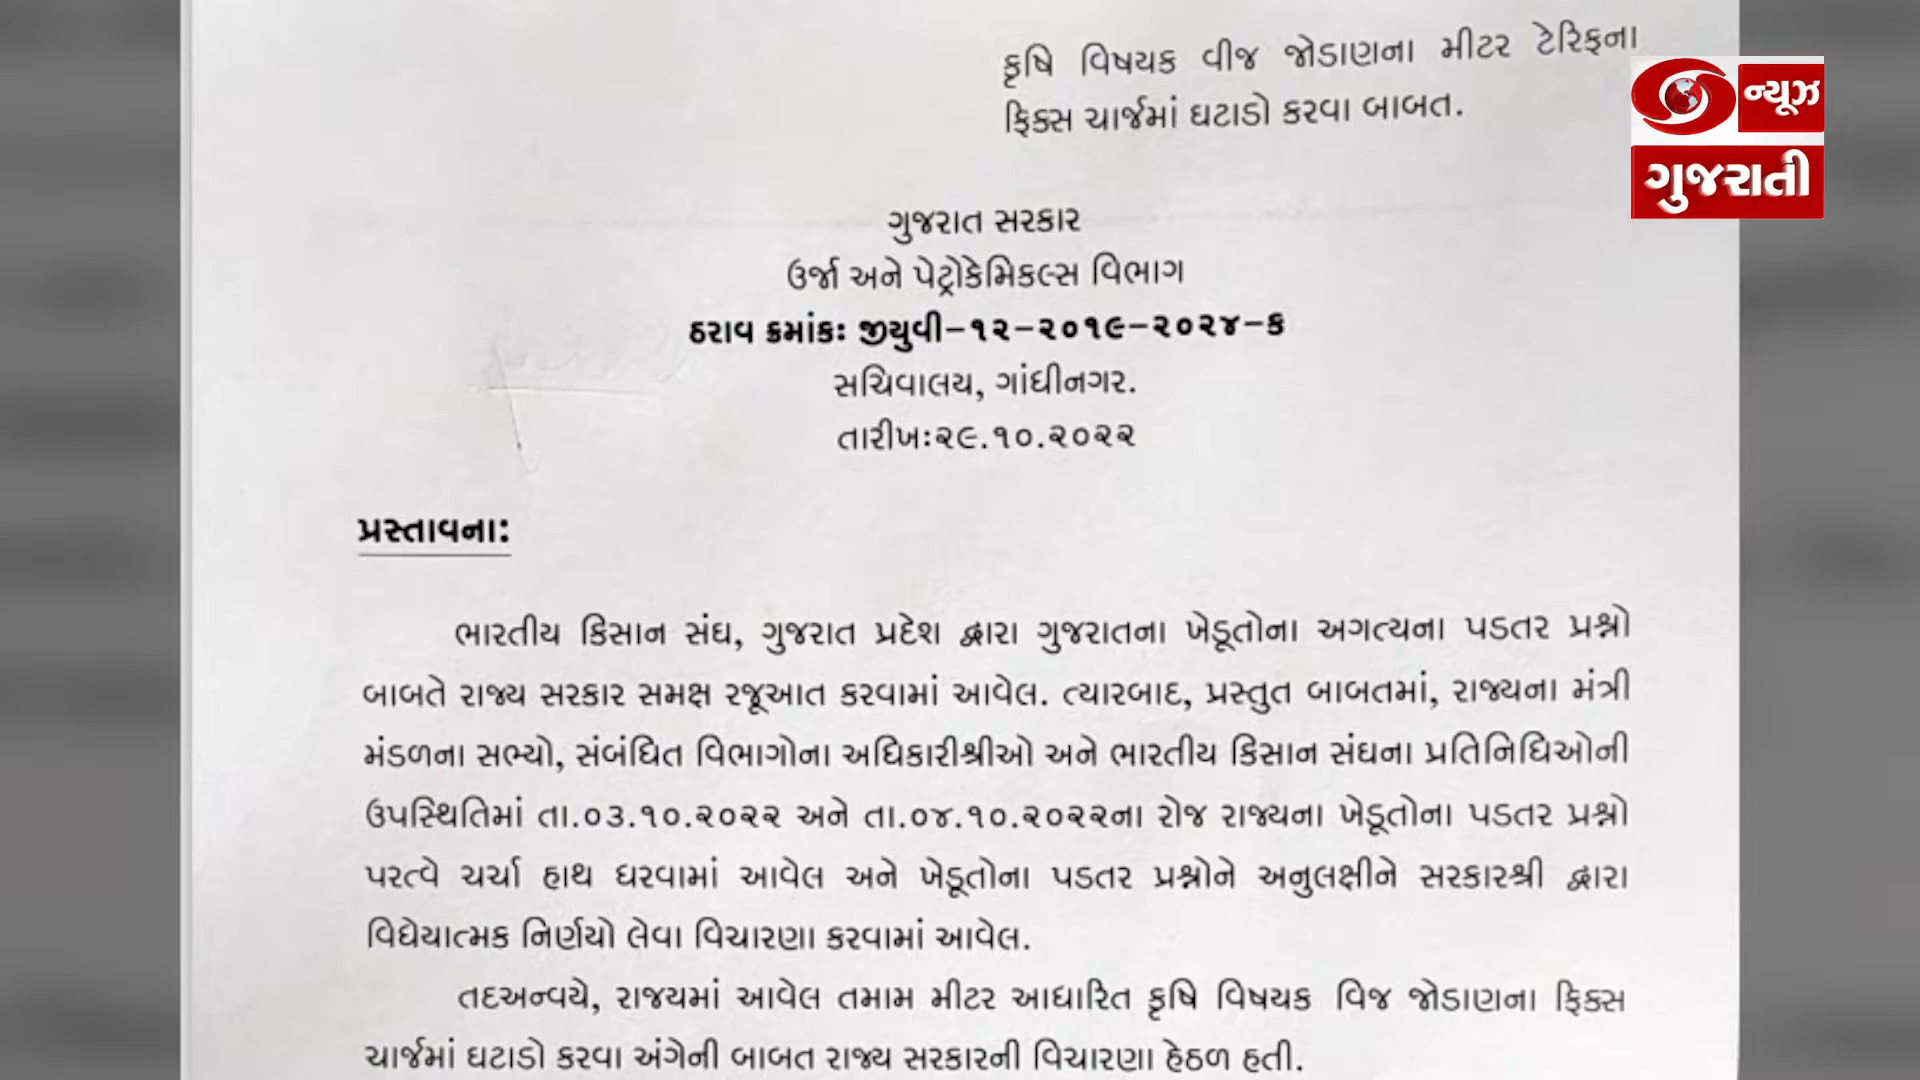 કૃષિ વિષયક વીજ જોડાણના મીટર ટેરિફના
ફિક્સ ચાર્જમાં ઘટાડો કરવા બાબત.
ન્યૂઝ
ગુજરાતી
ગુજરાત સરકાર
ઉર્જા અને પેટ્રોકેમિકલ્સ વિભાગ
ઠરાવ ક્રમાંકઃ જીયુવી-૧૨-૨૦૧૯-૨૦૨૪-ક
સચિવાલય, ગાંધીનગર.
તારીખઃ૨૯.૧૦.૨૦૨૨
પ્રસ્તાવના:
ભારતીય કિસાન સંઘ, ગુજરાત પ્રદેશ દ્વારા ગુજરાતના ખેડૂતોના અગત્યના પડતર પ્રશ્નો
બાબતે રાજ્ય સરકાર સમક્ષ રજૂઆત કરવામાં આવેલ. ત્યારબાદ, પ્રસ્તુત બાબતમાં, રાજ્યના મંત્રી
મંડળના સભ્યો, સંબંધિત વિભાગોના અધિકારીશ્રીઓ અને ભારતીય કિસાન સંઘના પ્રતિનિધિઓની
ઉપસ્થિતિમાં તા.૦૩.૧૦.૨૦૨૨ અને તા.૦૪.૧૦.૨૦૨૨ના રોજ રાજ્યના ખેડૂતોના પડતર પ્રશ્નો
પરત્વે ચર્ચા હાથ ધરવામાં આવેલ અને ખેડૂતોના પડતર પ્રશ્નોને અનુલક્ષીને સરકારશ્રી દ્વારા
વિધેયાત્મક નિર્ણયો લેવા વિચારણા કરવામાં આવેલ.
તદઅન્વયે, રાજયમાં આવેલ તમામ મીટર આધારિત કૃષિ વિષયક વિજ જોડાણના ફિક્સ
ચાર્જમાં ઘટાડો કરવા અંગેની બાબત રાજ્ય સરકારની વિચારણા હેઠળ હતી.